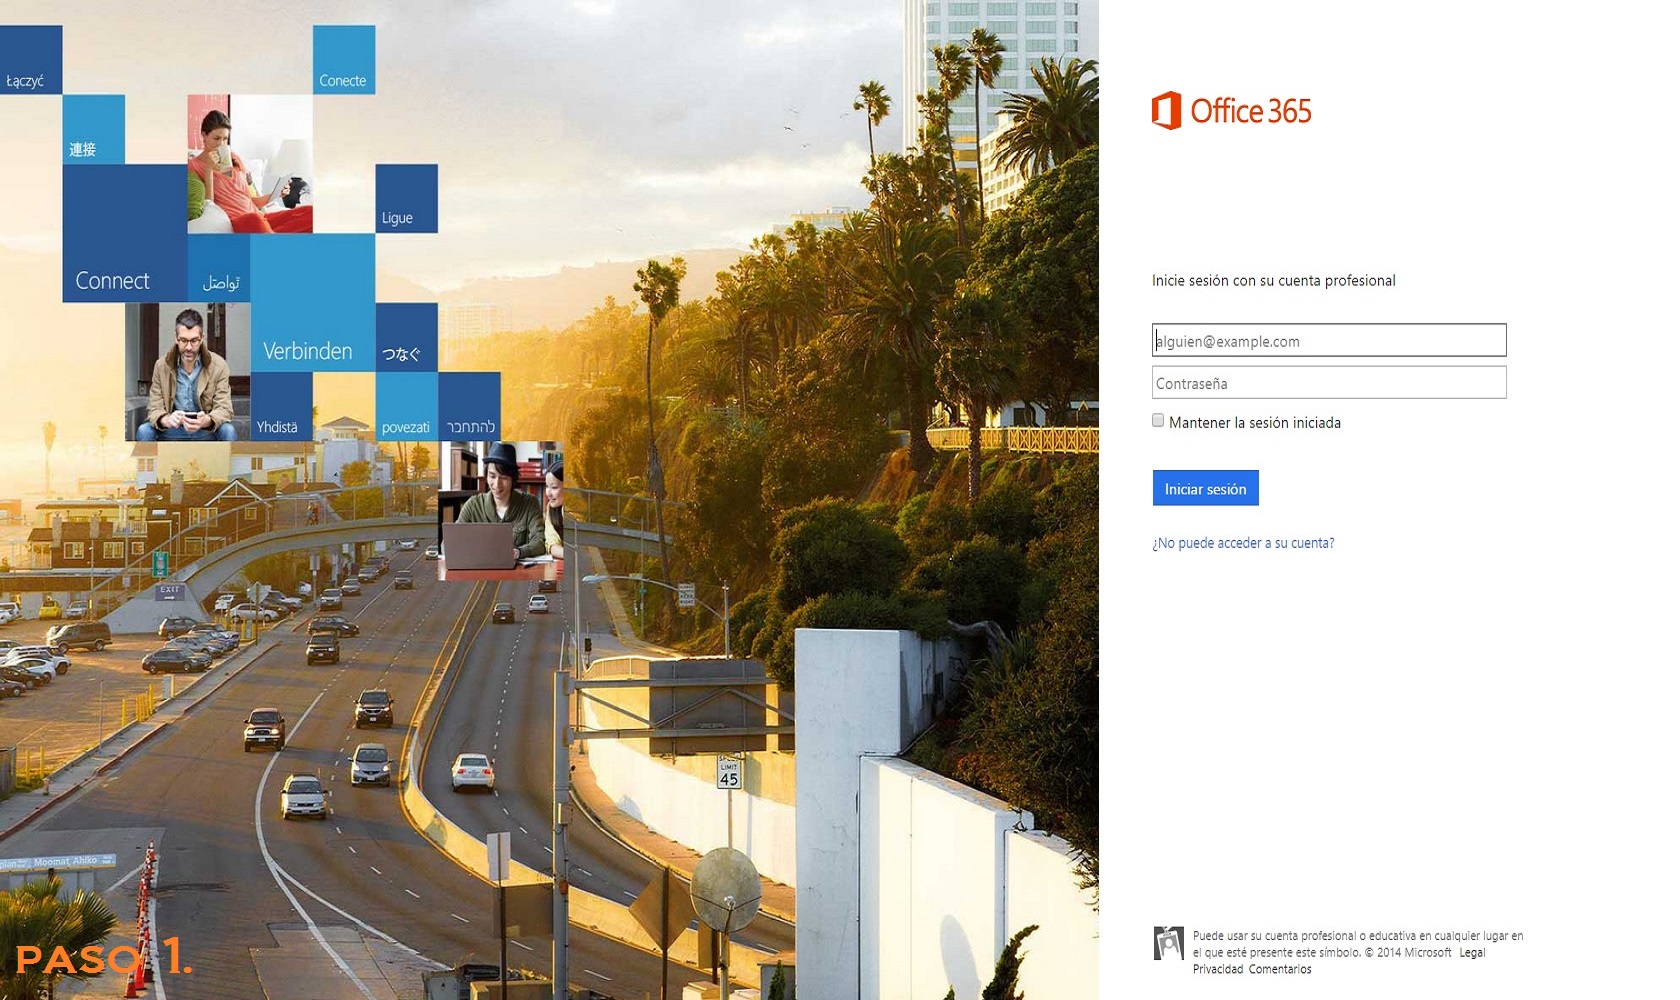 Łączyć
Conecte
連接
Ligue
Connect
تواصَل
Verbinden
つなぐ
Yhdistä
povezati
להתחבר
EXIT
LIMIT
45
Moomat Ahiko
PASO 1.
Office 365
Inicie sesión con su cuenta profesional
alguien@example.com
Contraseña
Mantener la sesión iniciada
Iniciar sesión
¿No puede acceder a su cuenta?
Puede usar su cuenta profesional o educativa en cualquier lugar en
el que esté presente este símbolo. © 2014 Microsoft Legal
Privacidad Comentarios